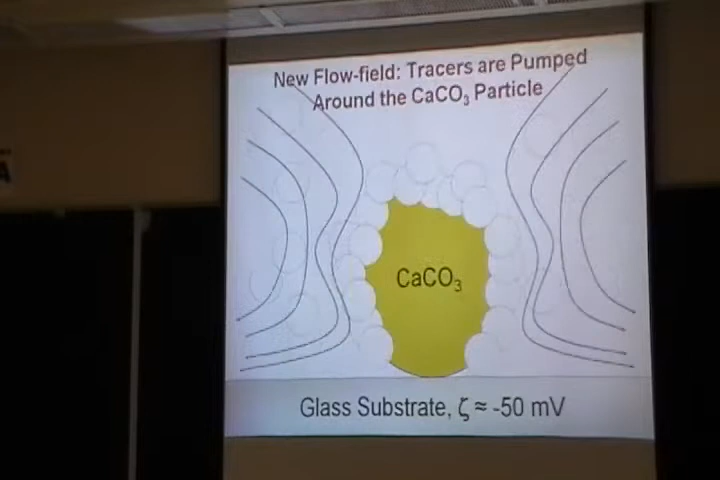 New Flow-field: Tracers are Pumped
Around the CaCO₃ Particle
A
CaCO₃
Glass Substrate, ζ ≈ -50 mV